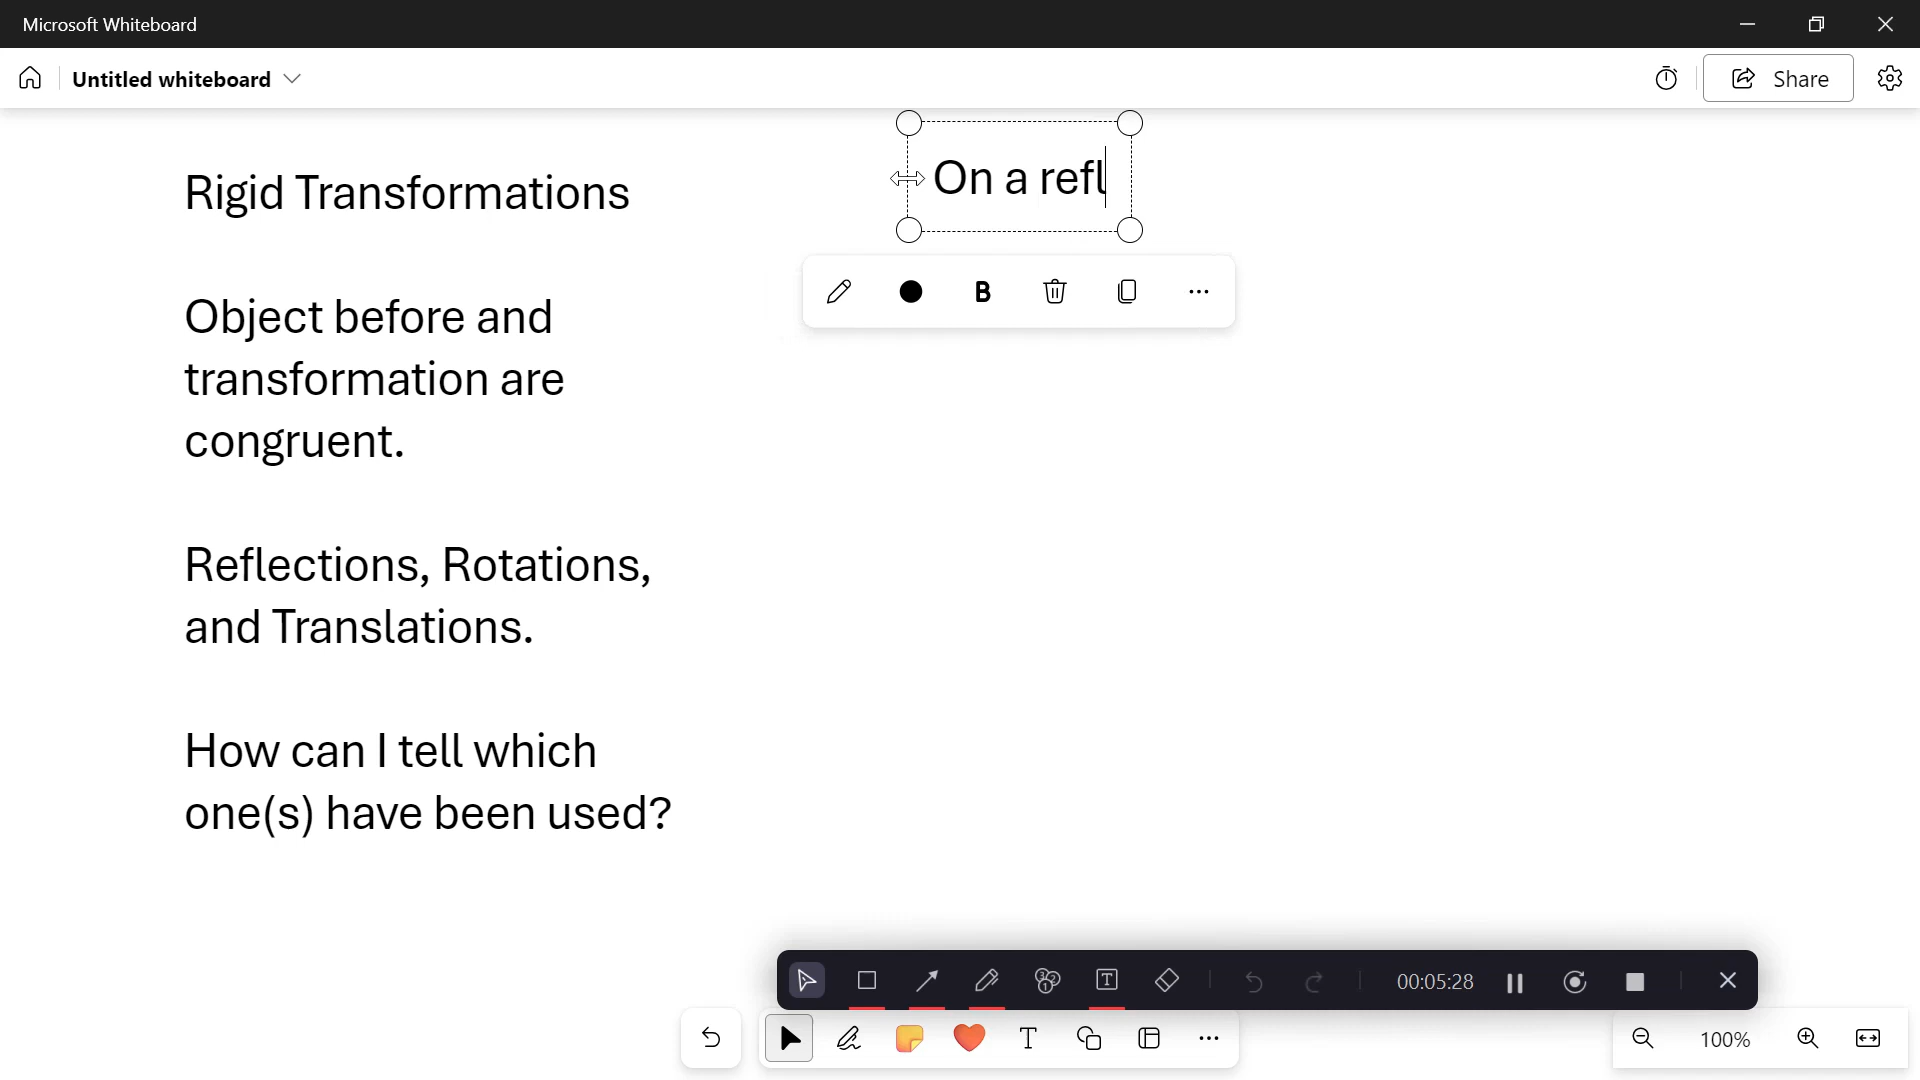 Microsoft Whiteboard
Untitled whiteboard
Share
Rigid Transformations
Object before and
transformation are
congruent.
Reflections, Rotations,
and Translations.
How can I tell which
one(s) have been used?
On a refl
B
00:05:28
100%